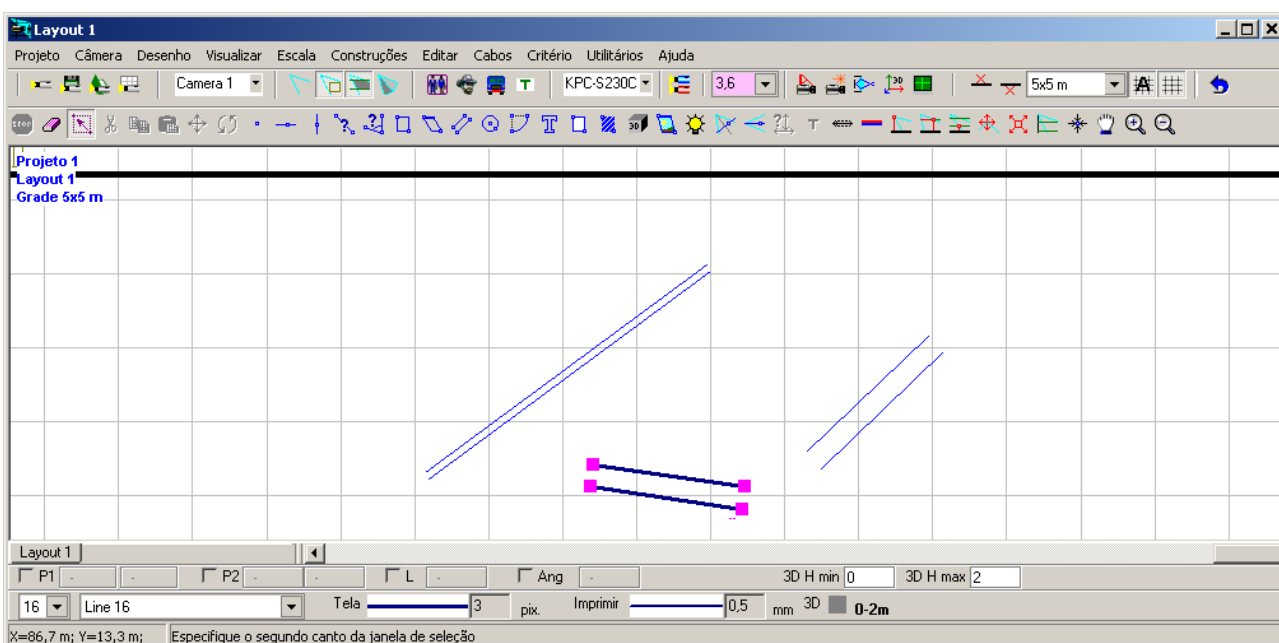 Layout 1
Projeto Câmera Desenho Visualizar Escala Construções Editar Cabos Critério Utilitários Ajuda
Camera 1 T KPC-S230C 3,6 5x5 m
Projeto 1
Layout 1
Grade 5x5 m
Layout 1
P1 - - P2 - - L - Ang - 3D H min 0 3D H max 2
16 Line 16 Tela 3 pix. Imprimir 0,5 mm 3D 0-2m
X=86,7 m; Y=13,3 m; Especifique o segundo canto da janela de seleção